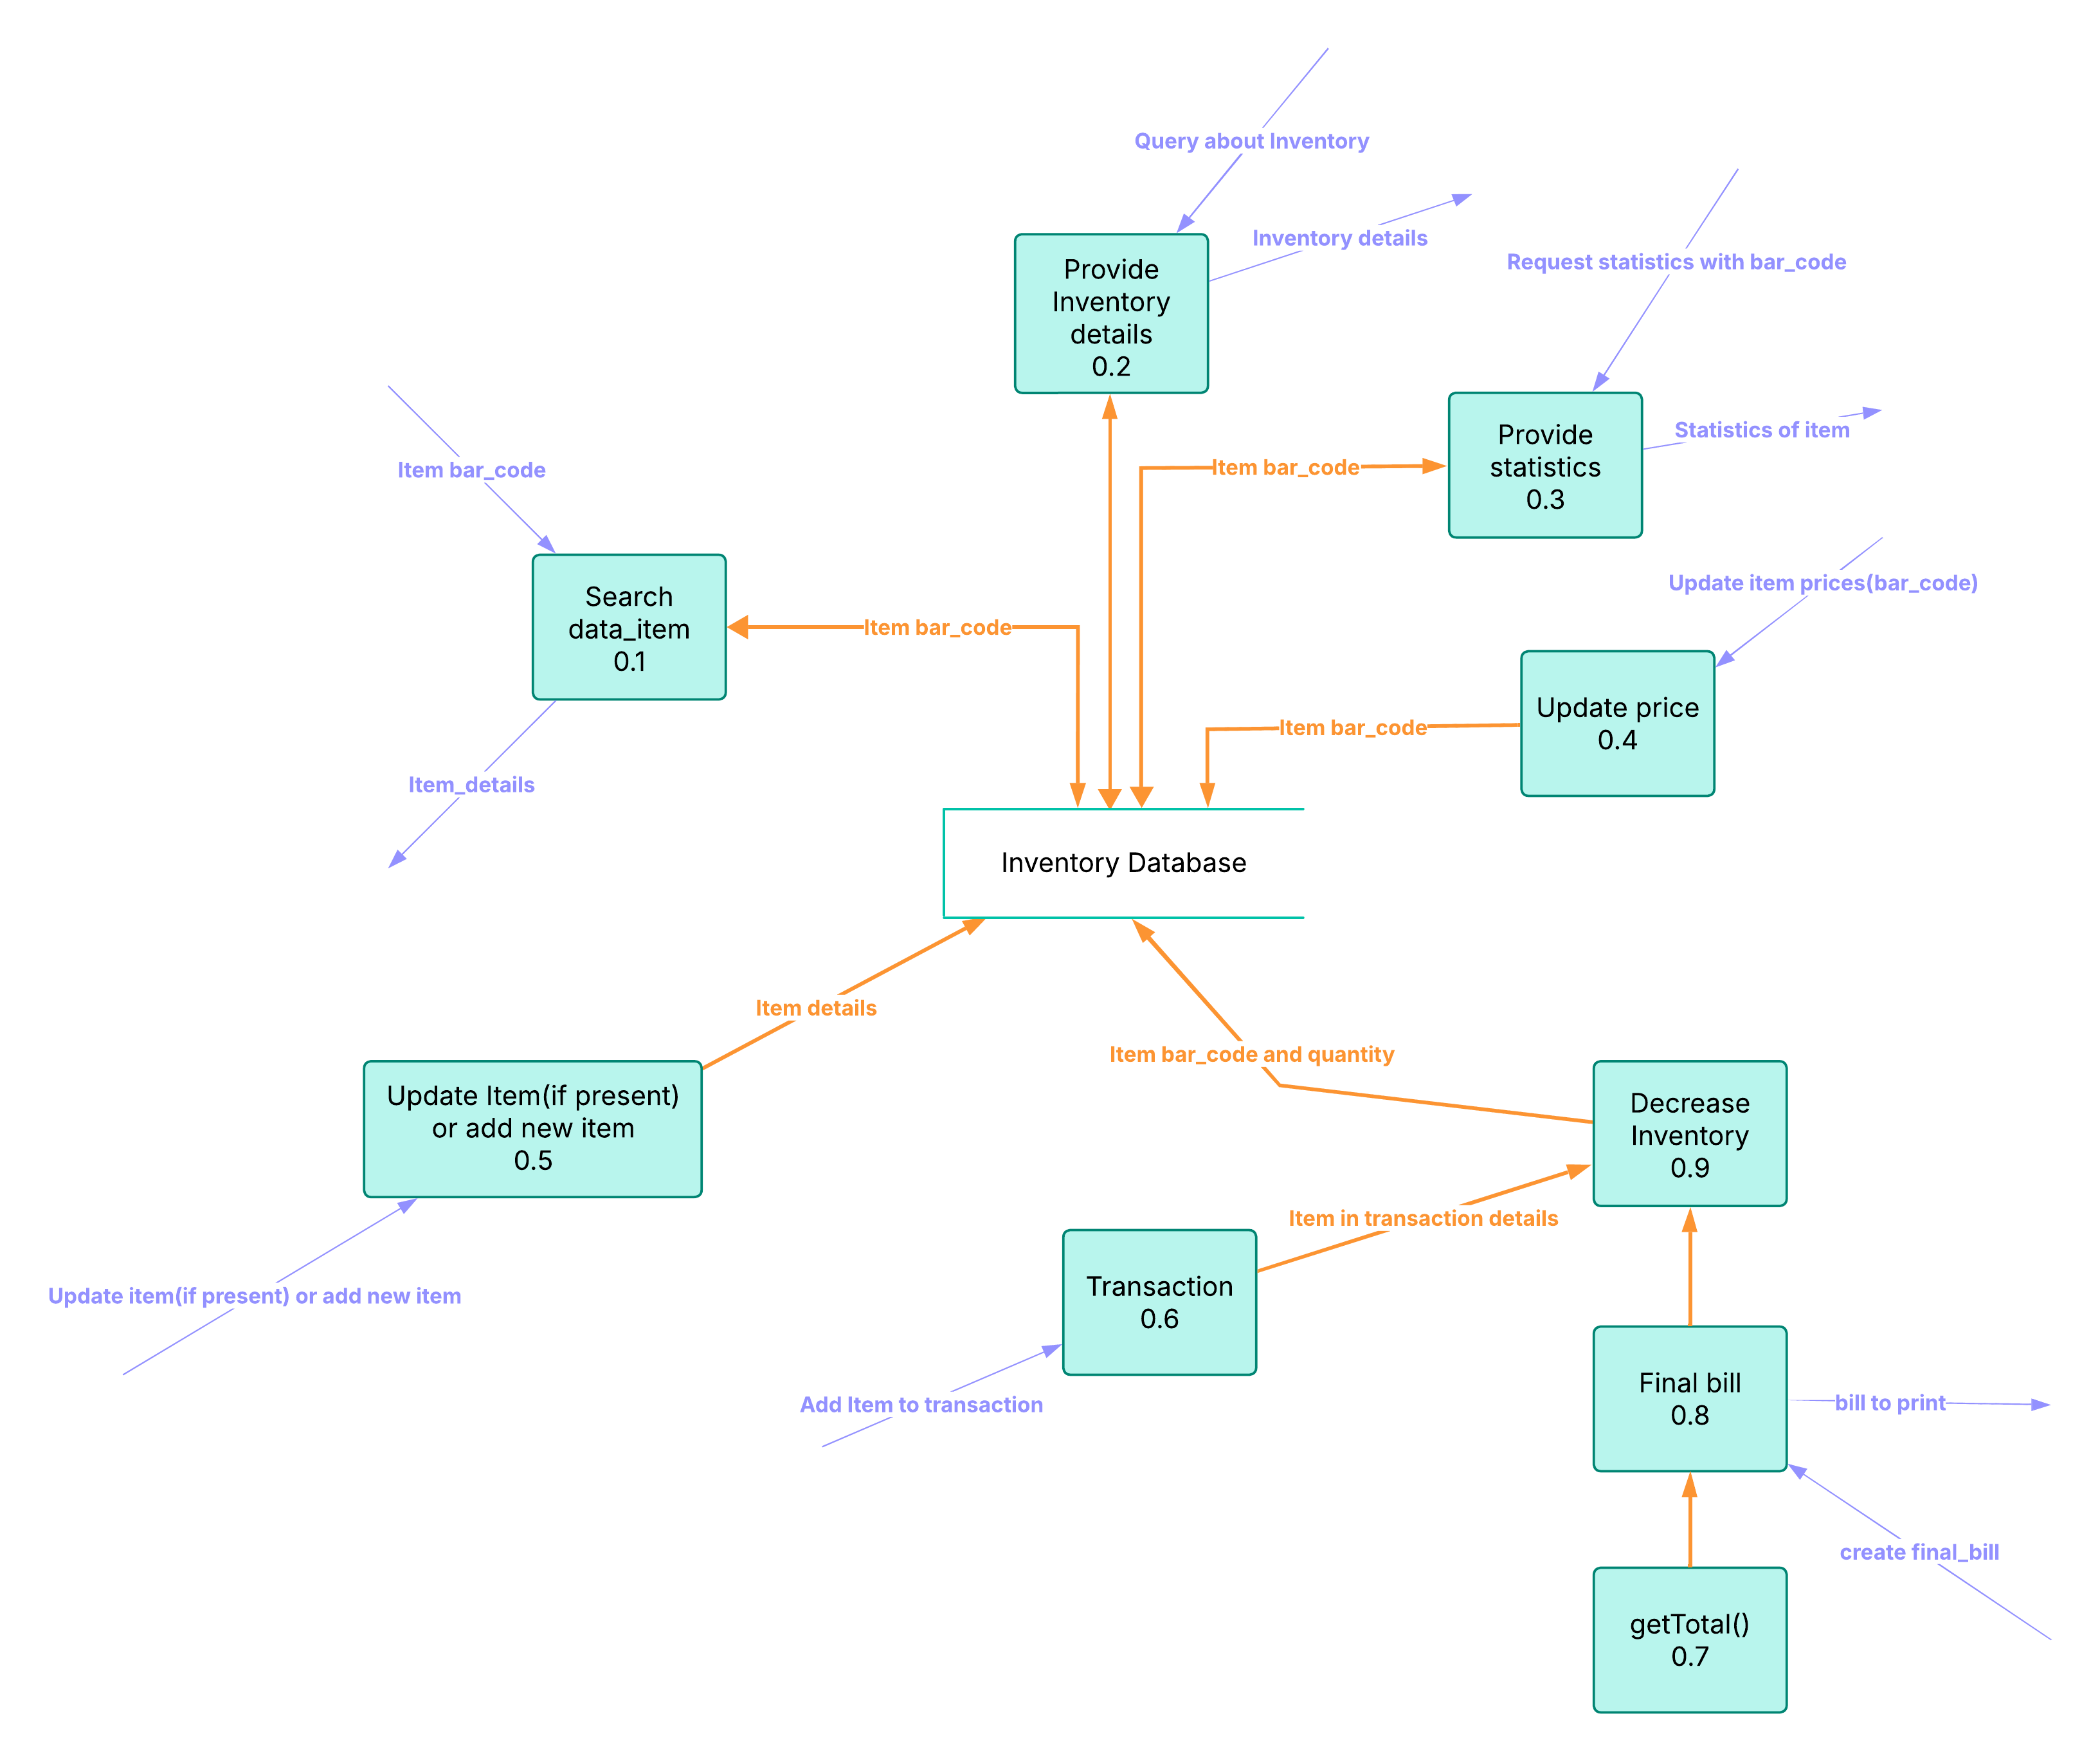 Query about Inventory
Inventory details
Request statistics with bar_code
Provide
Inventory
details
0.2
Statistics of item
Provide
statistics
0.3
Item bar_code
Item bar_code
Update item prices(bar_code)
Search
data_item
0.1
Item bar_code
Update price
0.4
Item bar_code
Item_details
Inventory Database
Item details
Item bar_code and quantity
Update Item(if present)
or add new item
0.5
Decrease
Inventory
0.9
Item in transaction details
Update item(if present) or add new item
Transaction
0.6
Add Item to transaction
Final bill
0.8
bill to print
create final_bill
getTotal()
0.7